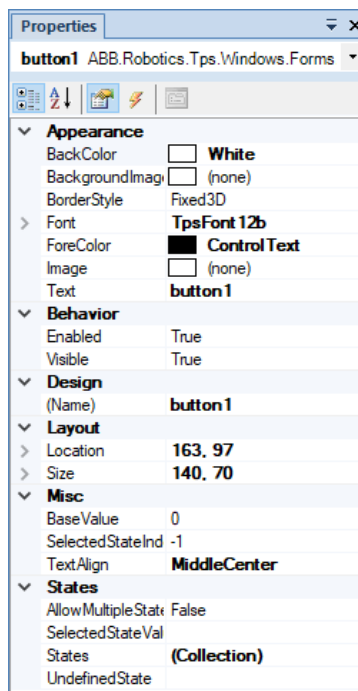 Properties
button1 ABB.Robotics.Tps.Windows.Forms
Appearance
BackColor White
BackgroundImag (none)
BorderStyle Fixed3D
Font TpsFont12b
ForeColor ControlText
Image (none)
Text button1
Behavior
Enabled True
Visible True
Design
(Name) button1
Layout
Location 163, 97
Size 140, 70
Misc
BaseValue 0
SelectedStateInd -1
TextAlign MiddleCenter
States
AllowMultipleState False
SelectedStateVal
States (Collection)
UndefinedState